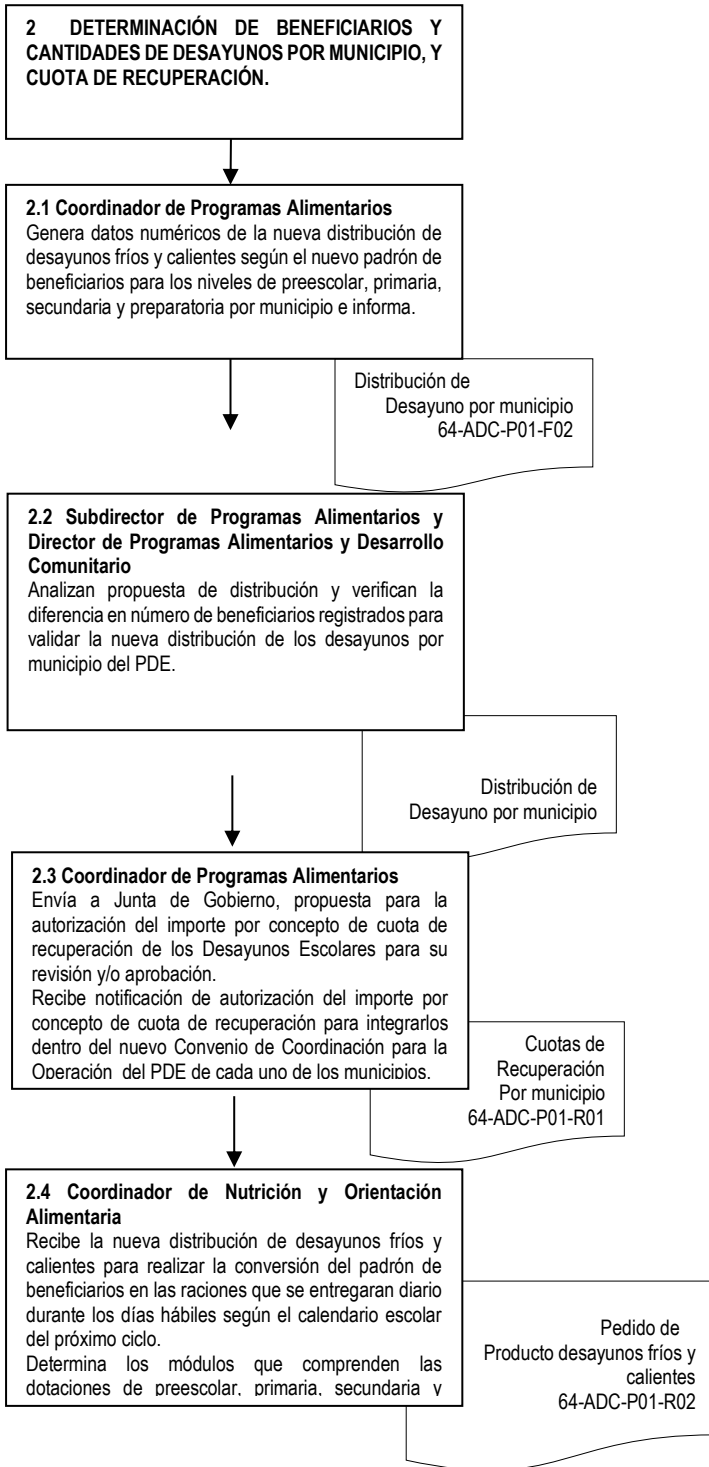 2 DETERMINACIÓN DE BENEFICIARIOS Y
CANTIDADES DE DESAYUNOS POR MUNICIPIO, Y
CUOTA DE RECUPERACIÓN.
2.1 Coordinador de Programas Alimentarios
Genera datos numéricos de la nueva distribución de
desayunos fríos y calientes según el nuevo padrón de
beneficiarios para los niveles de preescolar, primaria,
secundaria y preparatoria por municipio e informa.
Distribución de
Desayuno por municipio
64-ADC-P01-F02
2.2 Subdirector de Programas Alimentarios y
Director de Programas Alimentarios y Desarrollo
Comunitario
Analizan propuesta de distribución y verifican la
diferencia en número de beneficiarios registrados para
validar la nueva distribución de los desayunos por
municipio del PDE.
Distribución de
Desayuno por municipio
2.3 Coordinador de Programas Alimentarios
Envía a Junta de Gobierno, propuesta para la
autorización del importe por concepto de cuota de
recuperación de los Desayunos Escolares para su
revisión y/o aprobación.
Recibe notificación de autorización del importe por
concepto de cuota de recuperación para integrarlos
dentro del nuevo Convenio de Coordinación para la
Operación del PDE de cada uno de los municipios.
Cuotas de
Recuperación
Por municipio
64-ADC-P01-R01
2.4 Coordinador de Nutrición y Orientación
Alimentaria
Recibe la nueva distribución de desayunos fríos y
calientes para realizar la conversión del padrón de
beneficiarios en las raciones que se entregaran diario
durante los días hábiles según el calendario escolar
del próximo ciclo.
Determina los módulos que comprenden las
dotaciones de preescolar, primaria, secundaria y
Pedido de
Producto desayunos fríos y
calientes
64-ADC-P01-R02